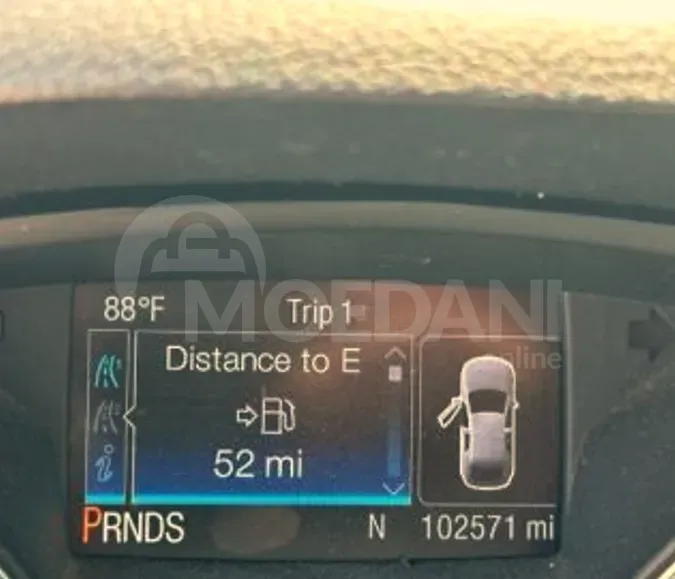 88°F Trip 1
MOEDANI
online
Distance to E
52 mi
PRNDS N 102571 mi